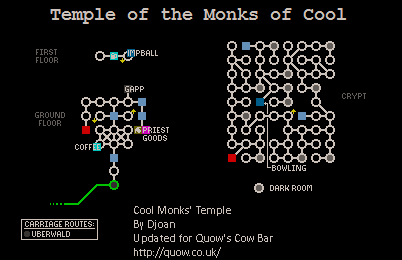 Temple of the Monks of Cool
FIRST
FLOOR
IMPBALL
GAPP
GROUND
FLOOR
PRIEST
GOODS
COFFEE
CRYPT
BOWLING
DARK ROOM
CARRIAGE ROUTES:
UBERWALD
Cool Monks' Temple
By Djoan
Updated for Quow's Cow Bar
http://quow.co.uk/